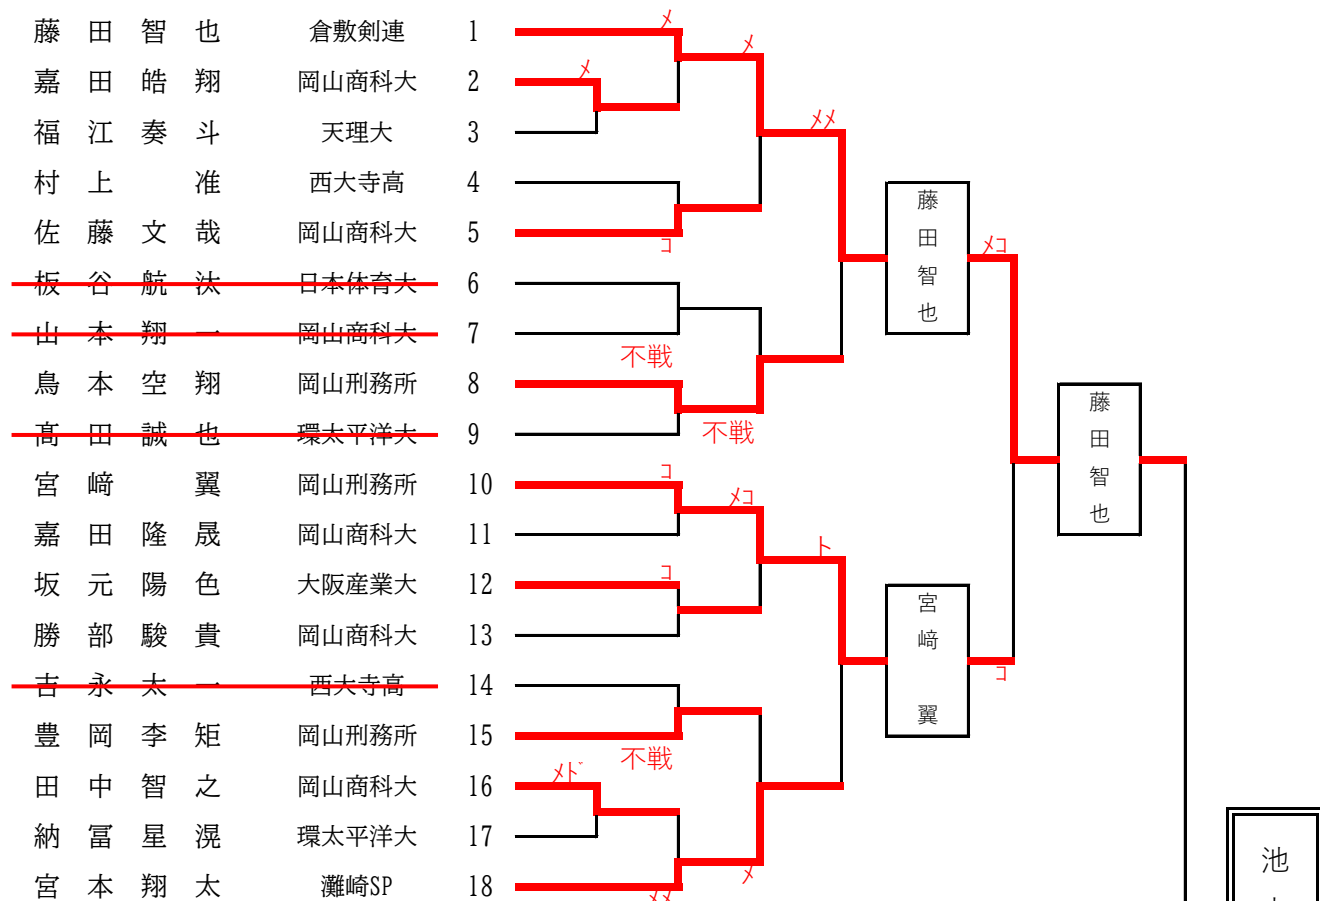 藤田智也 倉敷剣連 1
嘉田皓翔 岡山商科大 2
福江奏斗 天理大 3
村上准 西大寺高 4
佐藤文哉 岡山商科大 5
板谷航汰 日本体育大 6
山本翔一 岡山商科大 7
鳥本空翔 岡山刑務所 8
髙田誠也 環太平洋大 9
宮﨑翼 岡山刑務所 10
嘉田隆晟 岡山商科大 11
坂元陽色 大阪産業大 12
勝部駿貴 岡山商科大 13
吉永太一 西大寺高 14
豊岡李矩 岡山刑務所 15
田中智之 岡山商科大 16
納冨星滉 環太平洋大 17
宮本翔太 灘崎SP 18
メ
メ
コ
不戦
コ
コ
不戦
メド
メメ
メ
不戦
メコ
メ
メメ
ト
藤田智也
宮﨑翼
メコ
コ
藤田智也
池